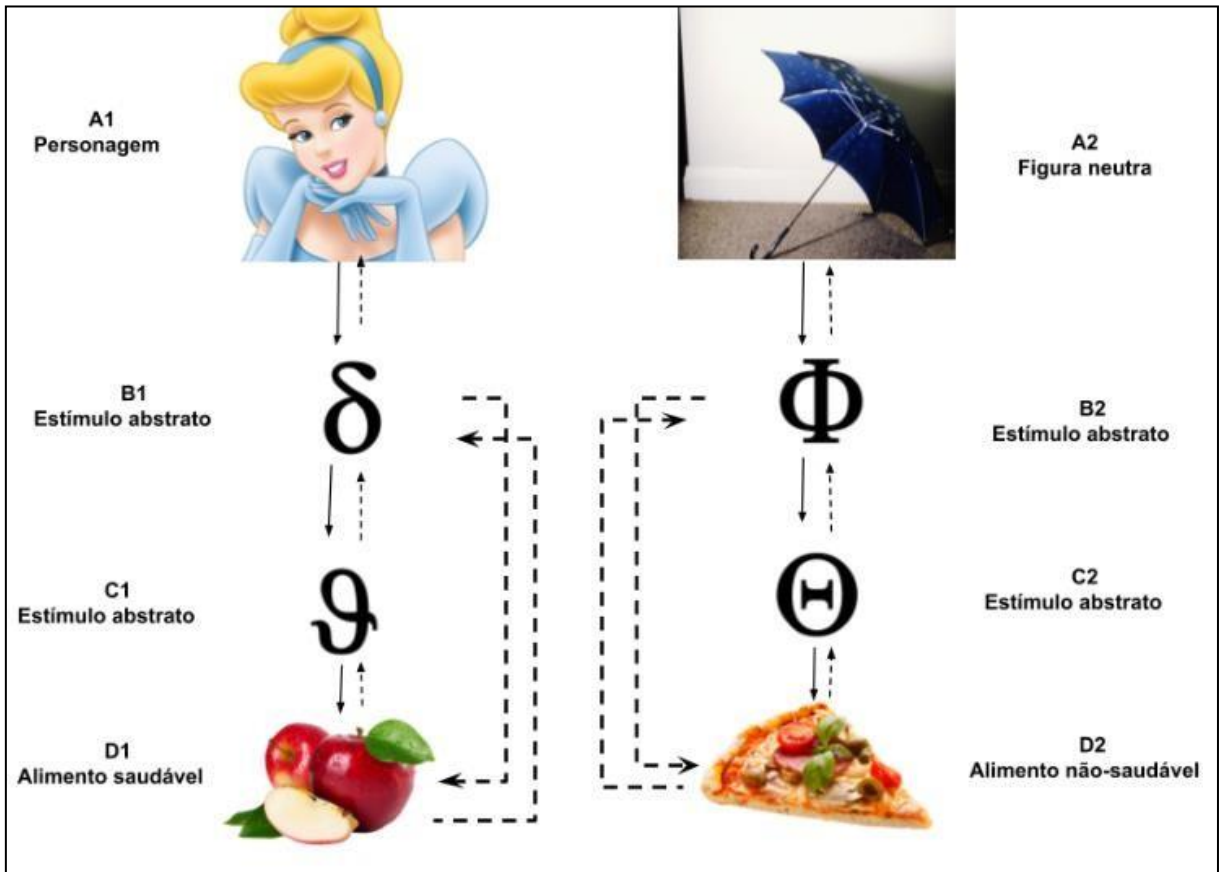 A1
Personagem
A2
Figura neutra
δ
Φ
B1
Estímulo abstrato
B2
Estímulo abstrato
ϑ
Θ
C1
Estímulo abstrato
C2
Estímulo abstrato
D1
Alimento saudável
D2
Alimento não-saudável